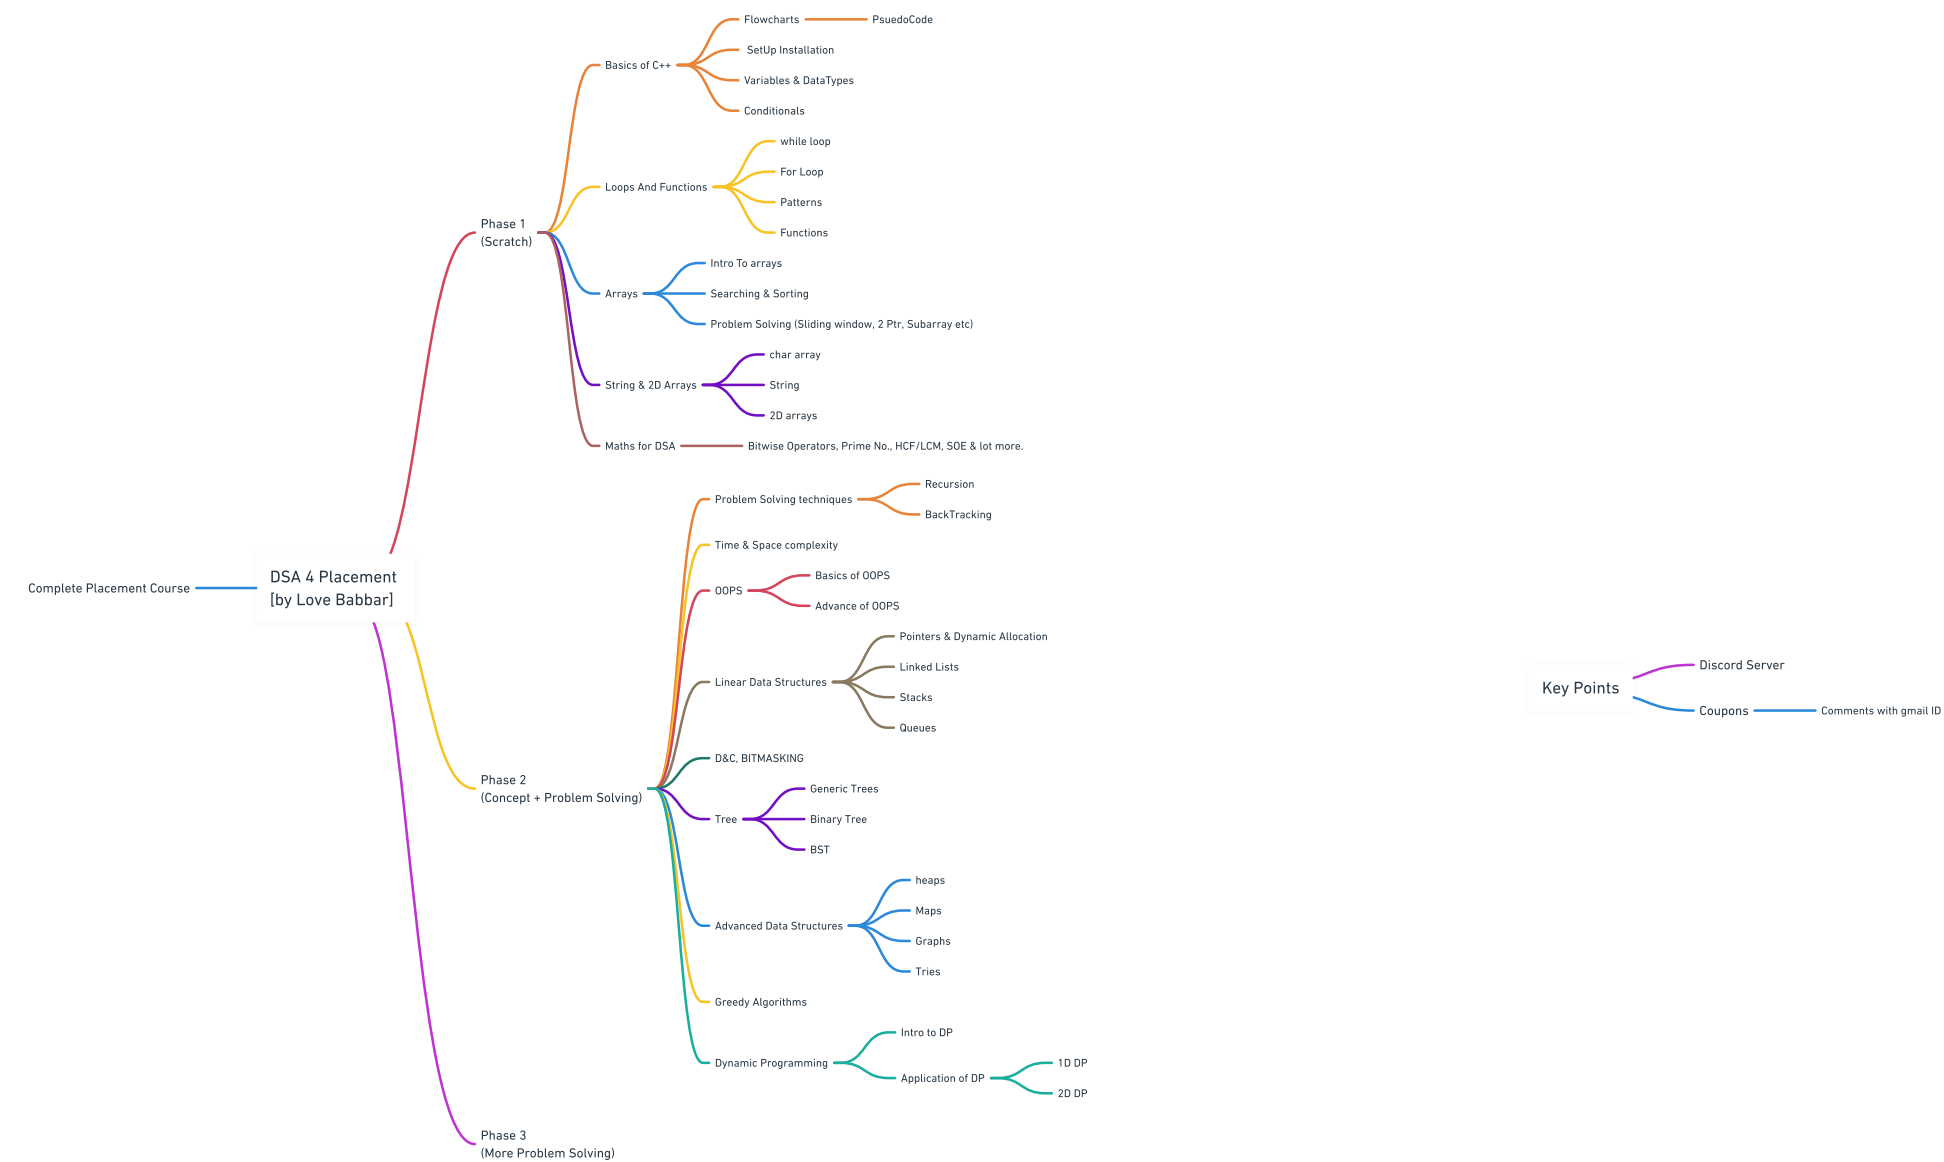 Complete Placement Course
DSA 4 Placement
[by Love Babbar]
Phase 1
(Scratch)
Basics of C++
Flowcharts
PsuedoCode
SetUp Installation
Variables & DataTypes
Conditionals
Loops And Functions
while loop
For Loop
Patterns
Functions
Arrays
Intro To arrays
Searching & Sorting
Problem Solving (Sliding window, 2 Ptr, Subarray etc)
String & 2D Arrays
char array
String
2D arrays
Maths for DSA
Bitwise Operators, Prime No., HCF/LCM, SOE & lot more.
Phase 2
(Concept + Problem Solving)
Problem Solving techniques
Recursion
BackTracking
Time & Space complexity
OOPS
Basics of OOPS
Advance of OOPS
Linear Data Structures
Pointers & Dynamic Allocation
Linked Lists
Stacks
Queues
D&C, BITMASKING
Tree
Generic Trees
Binary Tree
BST
Advanced Data Structures
heaps
Maps
Graphs
Tries
Greedy Algorithms
Dynamic Programming
Intro to DP
Application of DP
1D DP
2D DP
Phase 3
(More Problem Solving)
Key Points
Discord Server
Coupons
Comments with gmail ID